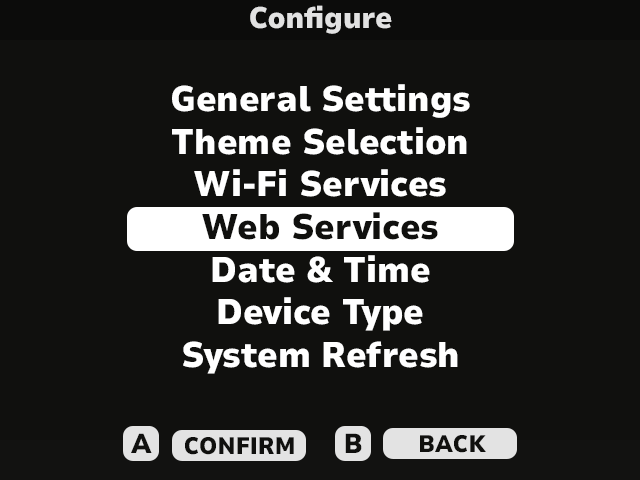 Configure
General Settings
Theme Selection
Wi-Fi Services
Web Services
Date & Time
Device Type
System Refresh
A CONFIRM B BACK